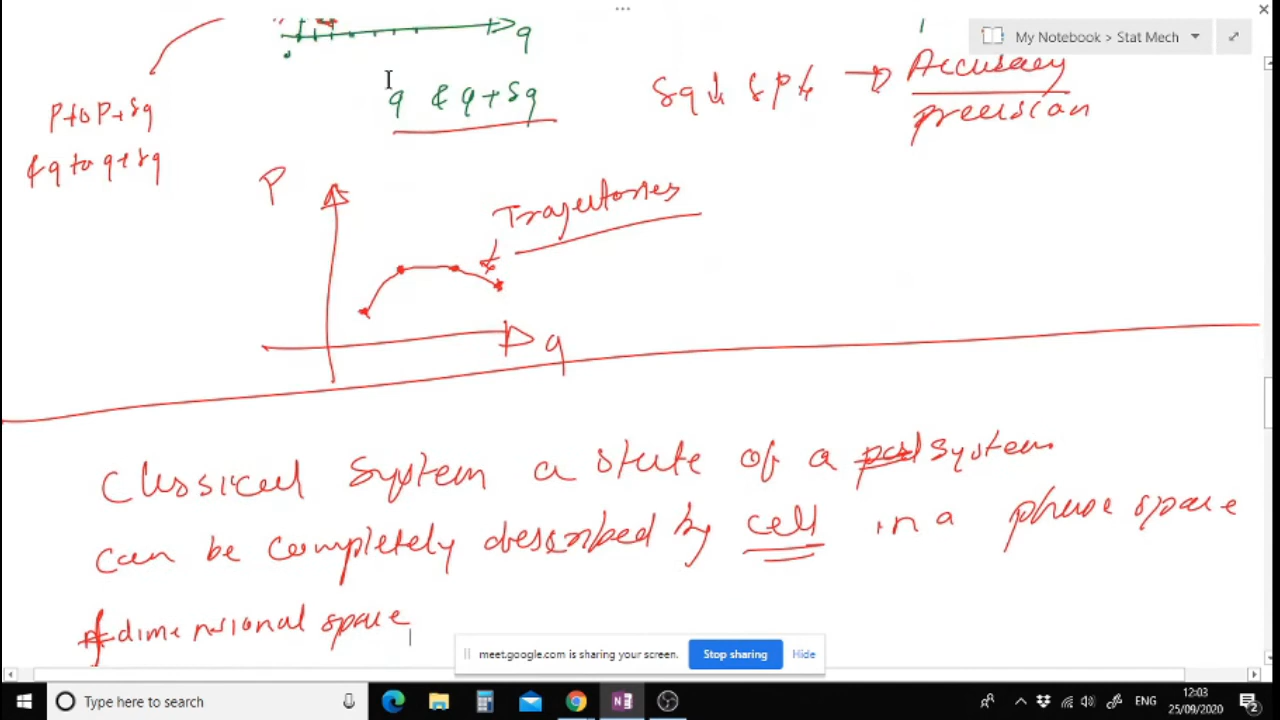 ...
My Notebook > Stat Mech
q
Accuracy
precision
q & q+δq
δq↓ δp↓ →
P to P+δq
& q to q+δq
P
Trajectories
q
Classical System a state of a system
can be completely described by cell in a phase space
f dimensional space
meet.google.com is sharing your screen.
Stop sharing
Hide
Type here to search
ENG
12:03
25/09/2020
2